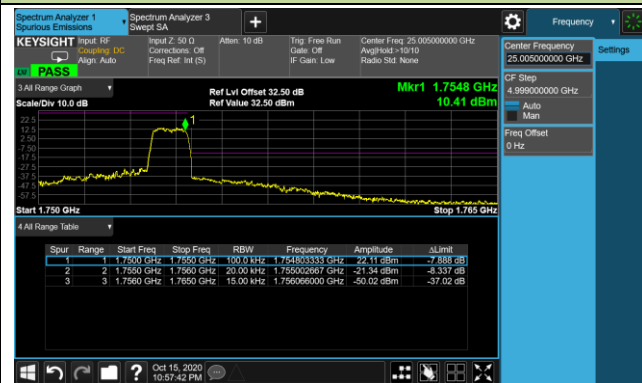 Spectrum Analyzer 1
Spurious Emissions
Spectrum Analyzer 3
Swept SA
Frequency
KEYSIGHT
Input: RF
Coupling: DC
Align: Auto
Input Z: 50 Ω
Corrections: Off
Freq Ref: Int (S)
Atten: 10 dB
Trig: Free Run
Gate: Off
IF Gain: Low
Center Freq: 25.005000000 GHz
Avg|Hold:>10/10
Radio Std: None
PASS
3 All Range Graph
Scale/Div 10.0 dB
Ref Lvl Offset 32.50 dB
Ref Value 32.50 dBm
Mkr1 1.7548 GHz
10.41 dBm
1
22.5
12.5
2.50
-7.50
-17.5
-27.5
-37.5
-47.5
-57.5
Start 1.750 GHz
Stop 1.765 GHz
4 All Range Table
Spur Range Start Freq Stop Freq RBW Frequency Amplitude ΔLimit
1 1 1.7500 GHz 1.7550 GHz 100.0 kHz 1.754803333 GHz 22.11 dBm -7.888 dB
2 2 1.7550 GHz 1.7560 GHz 20.00 kHz 1.755002667 GHz -21.34 dBm -8.337 dB
3 3 1.7560 GHz 1.7650 GHz 15.00 kHz 1.756066000 GHz -50.02 dBm -37.02 dB
Center Frequency
25.005000000 GHz
Settings
CF Step
4.999000000 GHz
Auto
Man
Freq Offset
0 Hz
Oct 15, 2020
10:57:42 PM